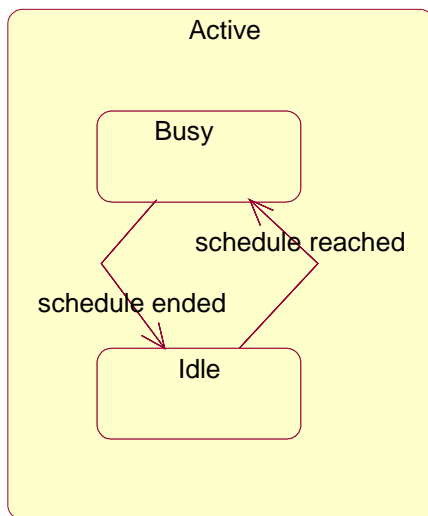 Active
Busy
schedule reached
schedule ended
Idle